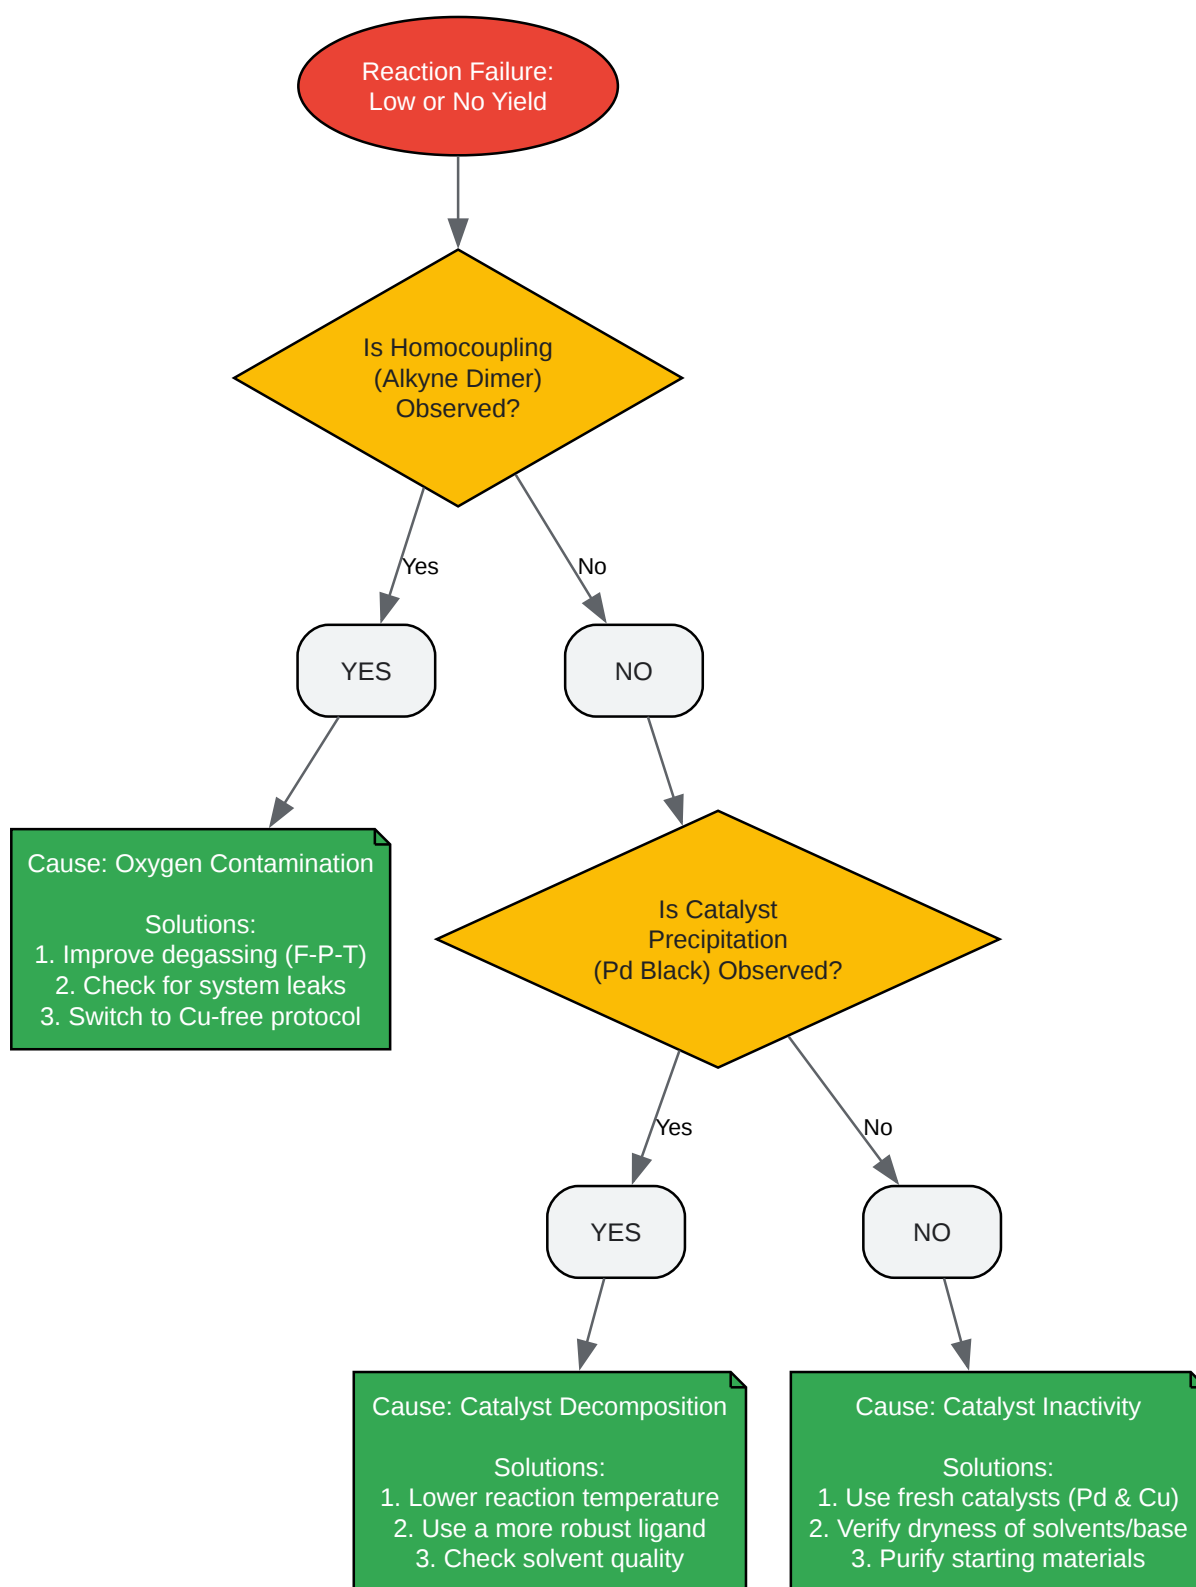 Reaction Failure:
Low or No Yield
Is Homocoupling
(Alkyne Dimer)
Observed?
Yes
No
YES
NO
Cause: Oxygen Contamination
Solutions:
1. Improve degassing (F-P-T)
2. Check for system leaks
3. Switch to Cu-free protocol
Is Catalyst
Precipitation
(Pd Black) Observed?
Yes
No
YES
NO
Cause: Catalyst Decomposition
Solutions:
1. Lower reaction temperature
2. Use a more robust ligand
3. Check solvent quality
Cause: Catalyst Inactivity
Solutions:
1. Use fresh catalysts (Pd & Cu)
2. Verify dryness of solvents/base
3. Purify starting materials